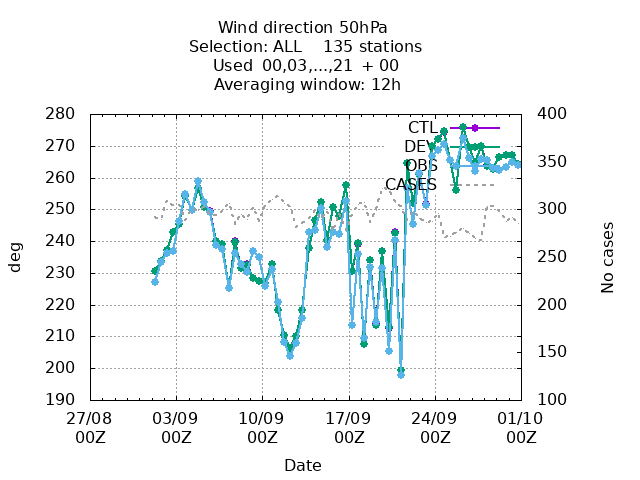 Wind direction 50hPa
Selection: ALL 135 stations
Used 00,03,...,21 + 00
Averaging window: 12h
280 400
CTL
270 DEV 350
OBS
260 CASES
250 300
240
250
230
220 200
210
150
200
190 100
27/08 03/09 10/09 17/09 24/09 01/10
00Z 00Z 00Z 00Z 00Z 00Z
deg
No cases
Date